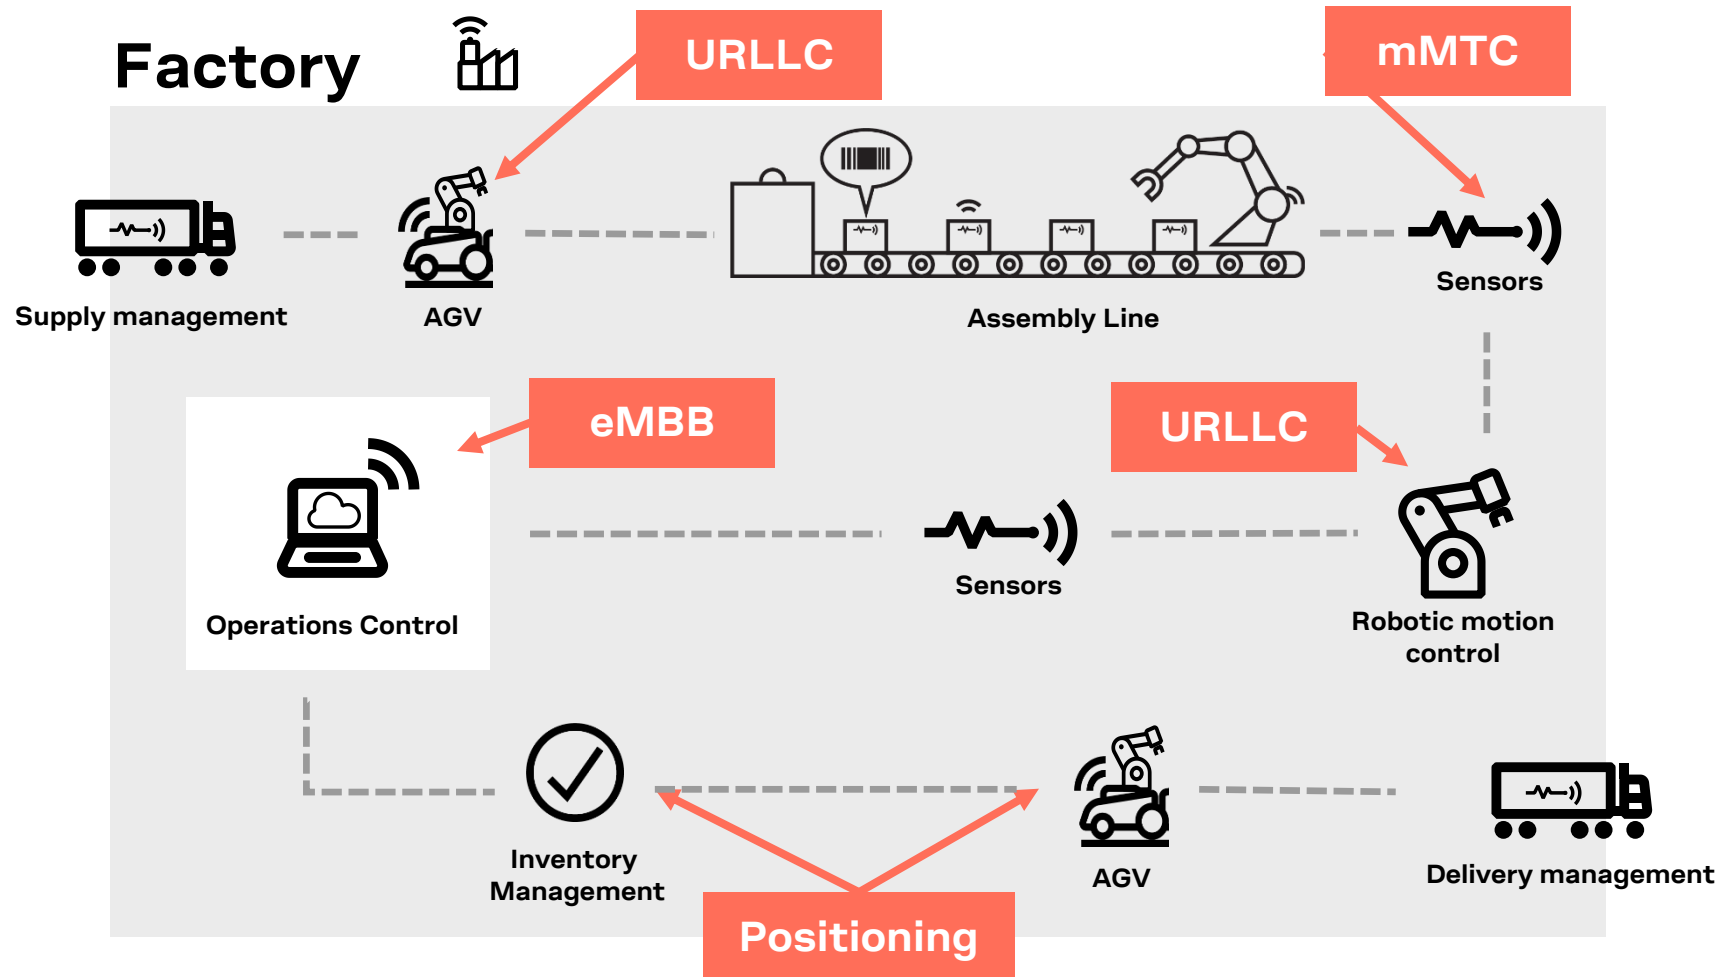 Factory
URLLC
mMTC
Supply management
AGV
Assembly Line
Sensors
eMBB
URLLC
Operations Control
Sensors
Robotic motion
control
Inventory
Management
AGV
Delivery management
Positioning